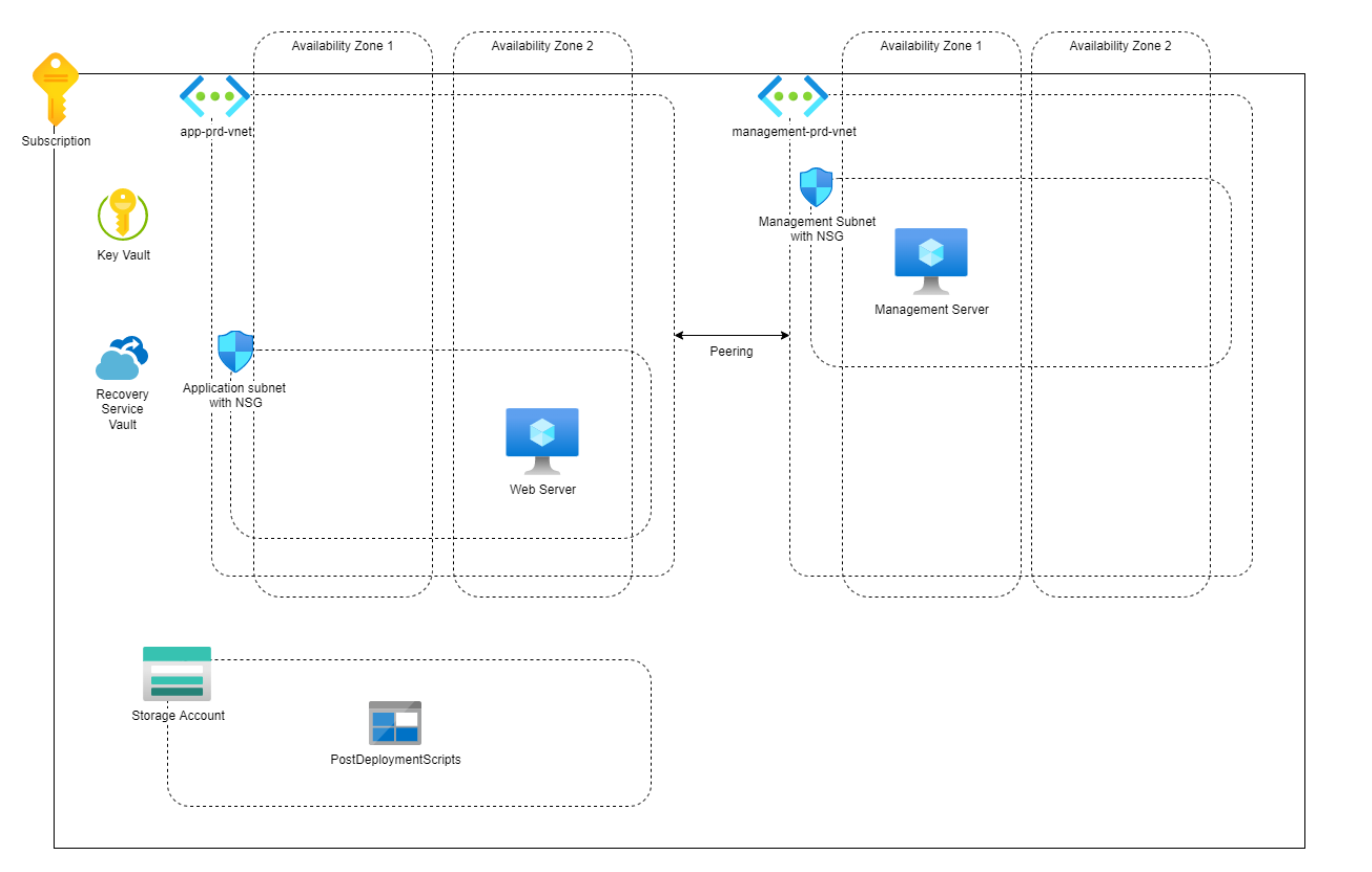 Availability Zone 1
Availability Zone 2
Availability Zone 1
Availability Zone 2
Subscription
app-prd-vnet
management-prd-vnet
Key Vault
Management Subnet
with NSG
Management Server
Peering
Recovery
Service
Vault
Application subnet
with NSG
Web Server
Storage Account
PostDeploymentScripts